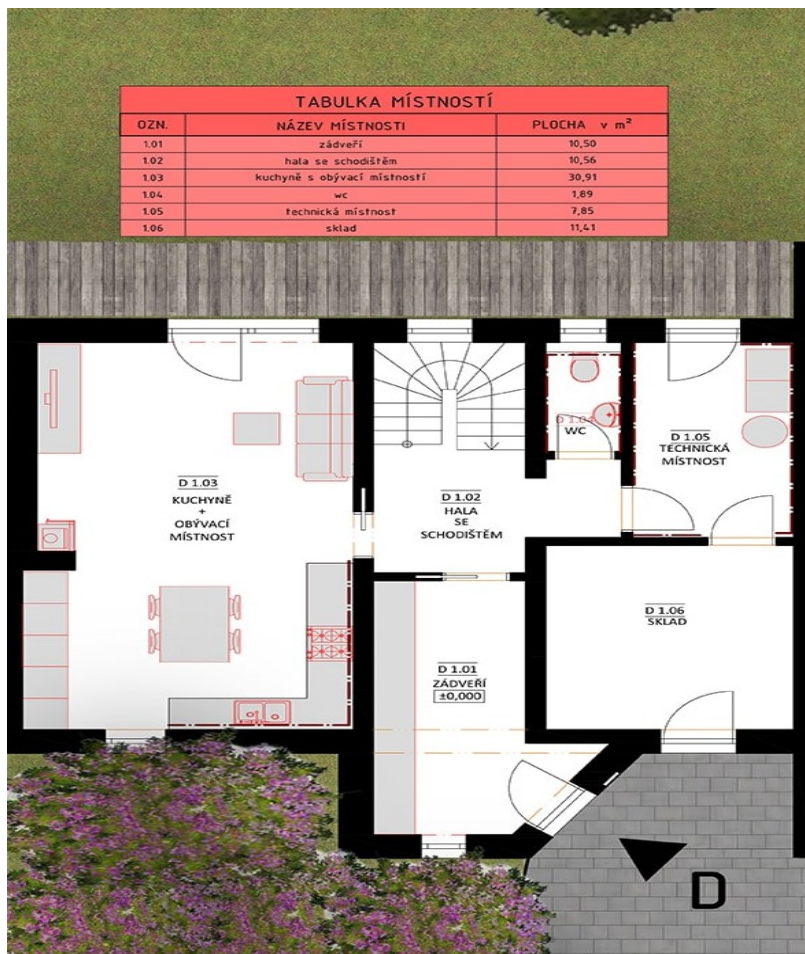 TABULKA MÍSTNOSTÍ
OZN. NÁZEV MÍSTNOSTI PLOCHA v m²
1.01 zádveří 10,50
1.02 hala se schodištěm 10,56
1.03 kuchyně s obývací místností 30,91
1.04 wc 1,89
1.05 technická místnost 7,85
1.06 sklad 11,41
D 1.03
KUCHYNĚ
+
OBÝVACÍ
MÍSTNOST
D 1.02
HALA
SE
SCHODIŠTĚM
D 1.04
WC
D 1.05
TECHNICKÁ
MÍSTNOST
D 1.06
SKLAD
D 1.01
ZÁDVEŘÍ
±0,000
D